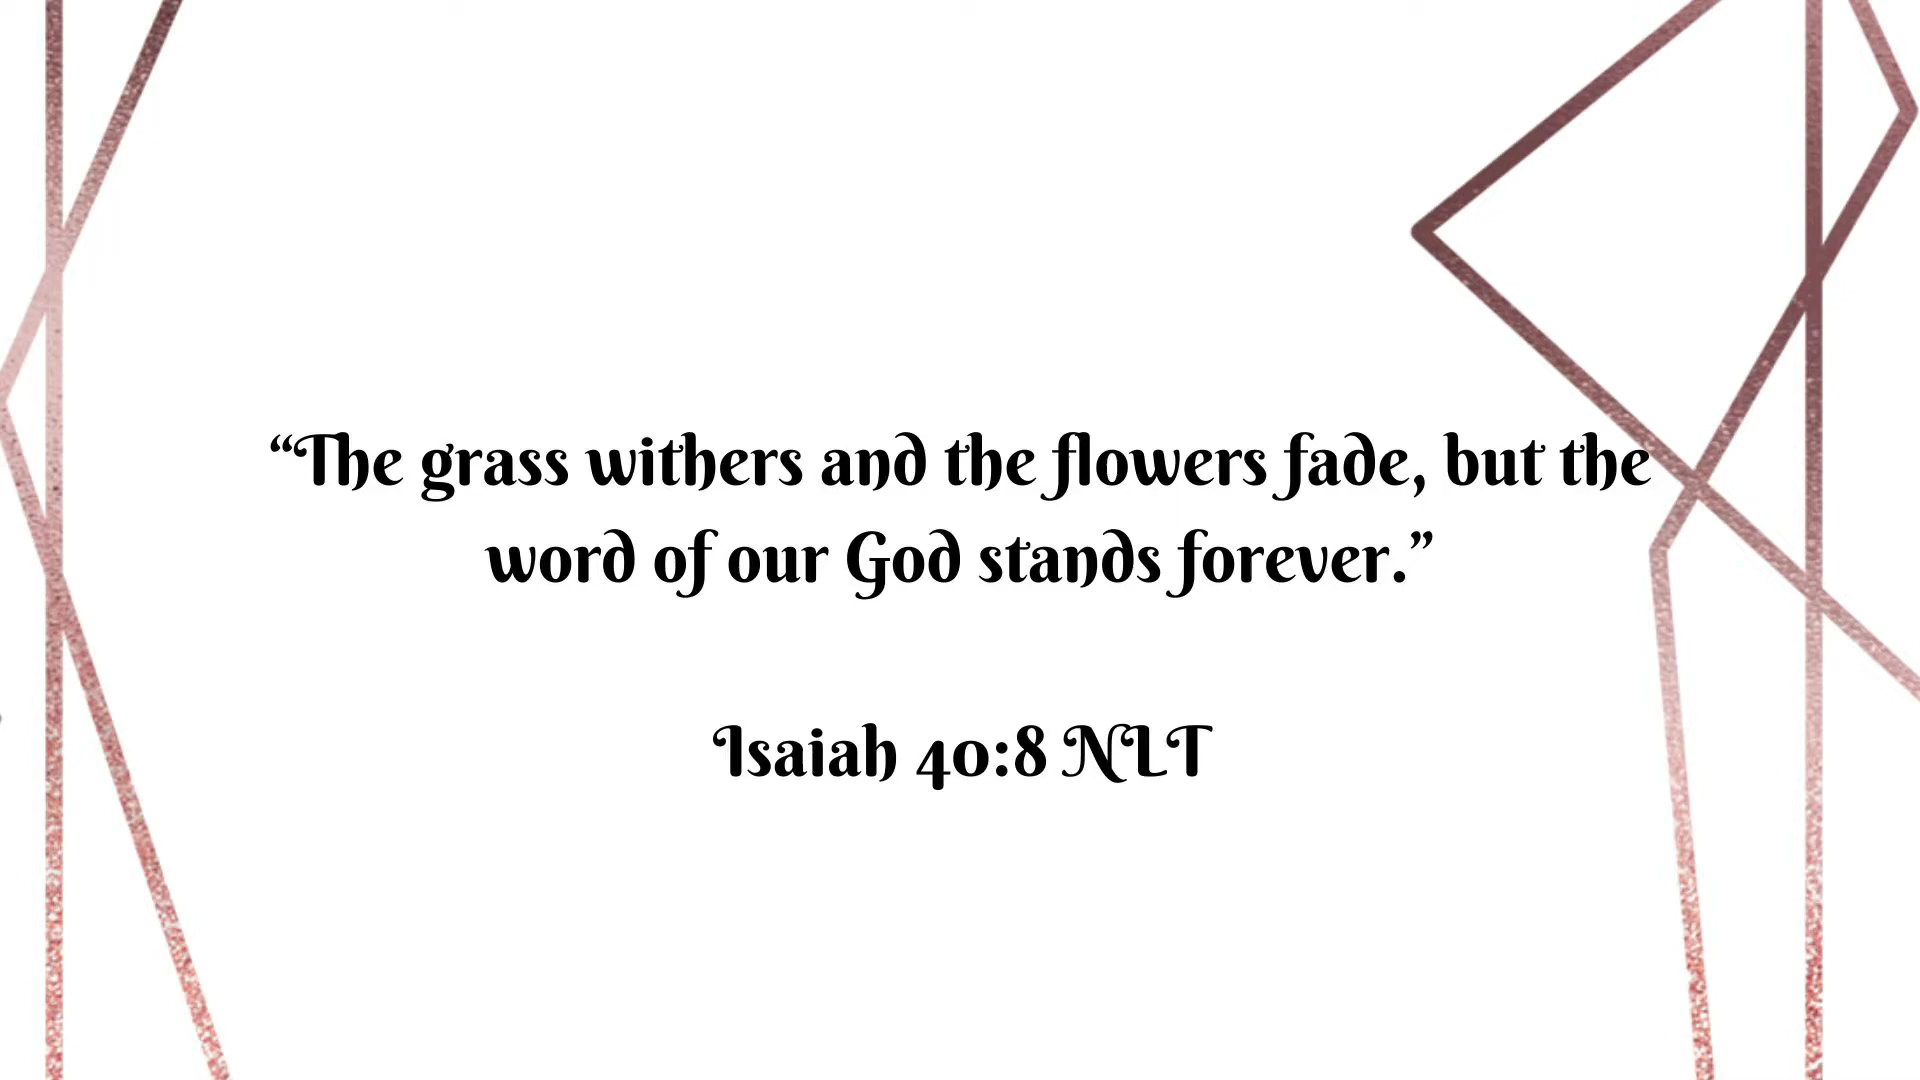 “The grass withers and the flowers fade, but the
word of our God stands forever.”
Isaiah 40:8 NLT